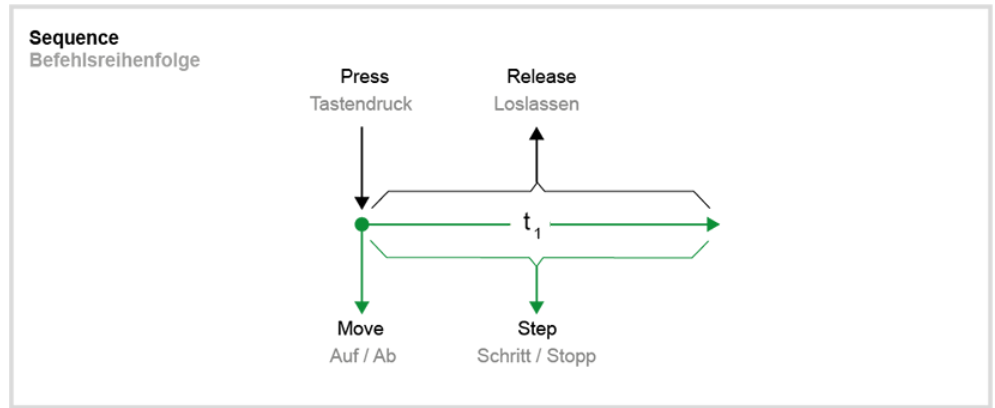 Sequence
Befehlsreihenfolge
Press
Tastendruck
Release
Loslassen
t1
Move
Auf / Ab
Step
Schritt / Stopp